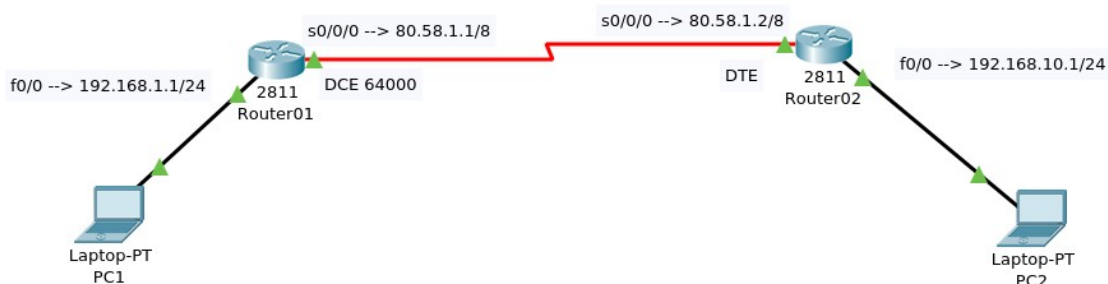 s0/0/0 --> 80.58.1.1/8
s0/0/0 --> 80.58.1.2/8
f0/0 --> 192.168.1.1/24
2811
Router01
DCE 64000
DTE
2811
Router02
f0/0 --> 192.168.10.1/24
Laptop-PT
PC1
Laptop-PT
PC2